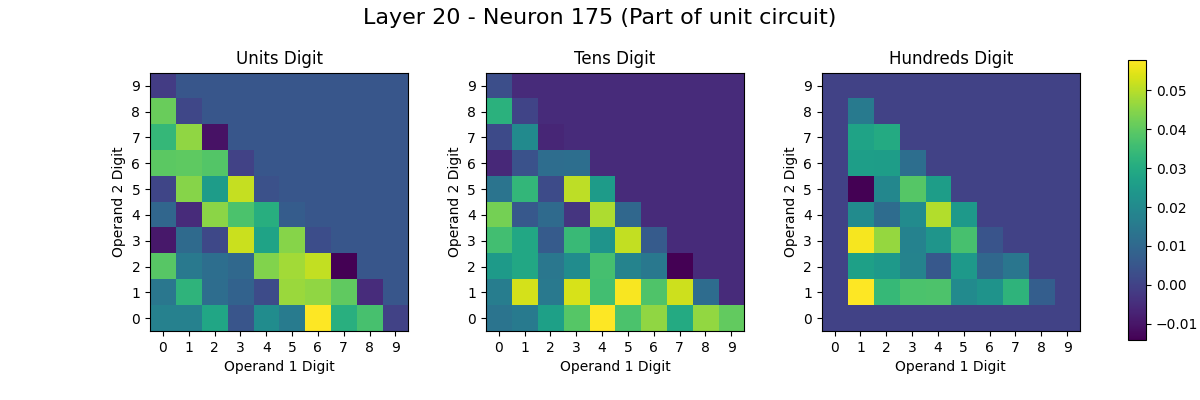 Layer 20 - Neuron 175 (Part of unit circuit)
Units Digit
Operand 2 Digit
9
8
7
6
5
4
3
2
1
0
0 1 2 3 4 5 6 7 8 9
Operand 1 Digit
Tens Digit
Operand 2 Digit
9
8
7
6
5
4
3
2
1
0
0 1 2 3 4 5 6 7 8 9
Operand 1 Digit
Hundreds Digit
Operand 2 Digit
9
8
7
6
5
4
3
2
1
0
0 1 2 3 4 5 6 7 8 9
Operand 1 Digit
0.05
0.04
0.03
0.02
0.01
0.00
−0.01